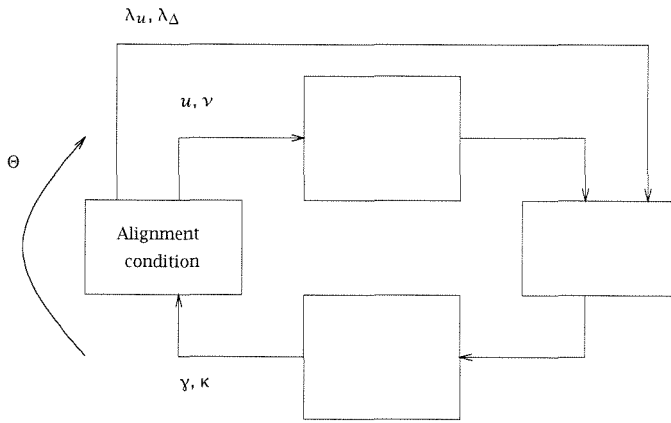 λu, λΔ
u, ν
Θ
Alignment
condition
γ, κ